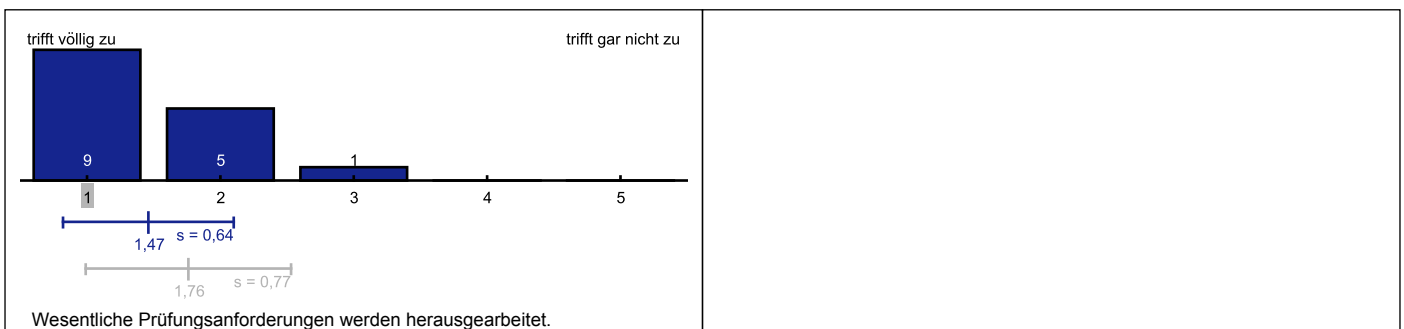 trifft völlig zu trifft gar nicht zu
9 5 1
1 2 3 4 5
1,47 s = 0,64
1,76 s = 0,77
Wesentliche Prüfungsanforderungen werden herausgearbeitet.